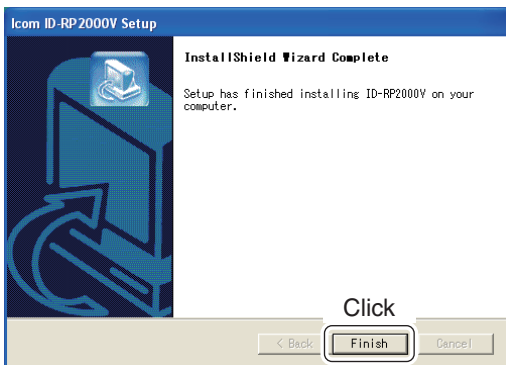 Icom ID-RP2000V Setup
InstallShield Wizard Complete
Setup has finished installing ID-RP2000V on your
computer.
Click
< Back
Finish
Cancel